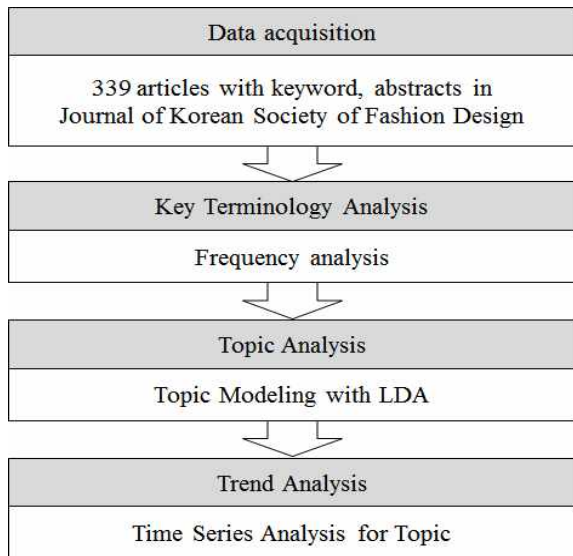 Data acquisition
339 articles with keyword, abstracts in
Journal of Korean Society of Fashion Design
Key Terminology Analysis
Frequency analysis
Topic Analysis
Topic Modeling with LDA
Trend Analysis
Time Series Analysis for Topic